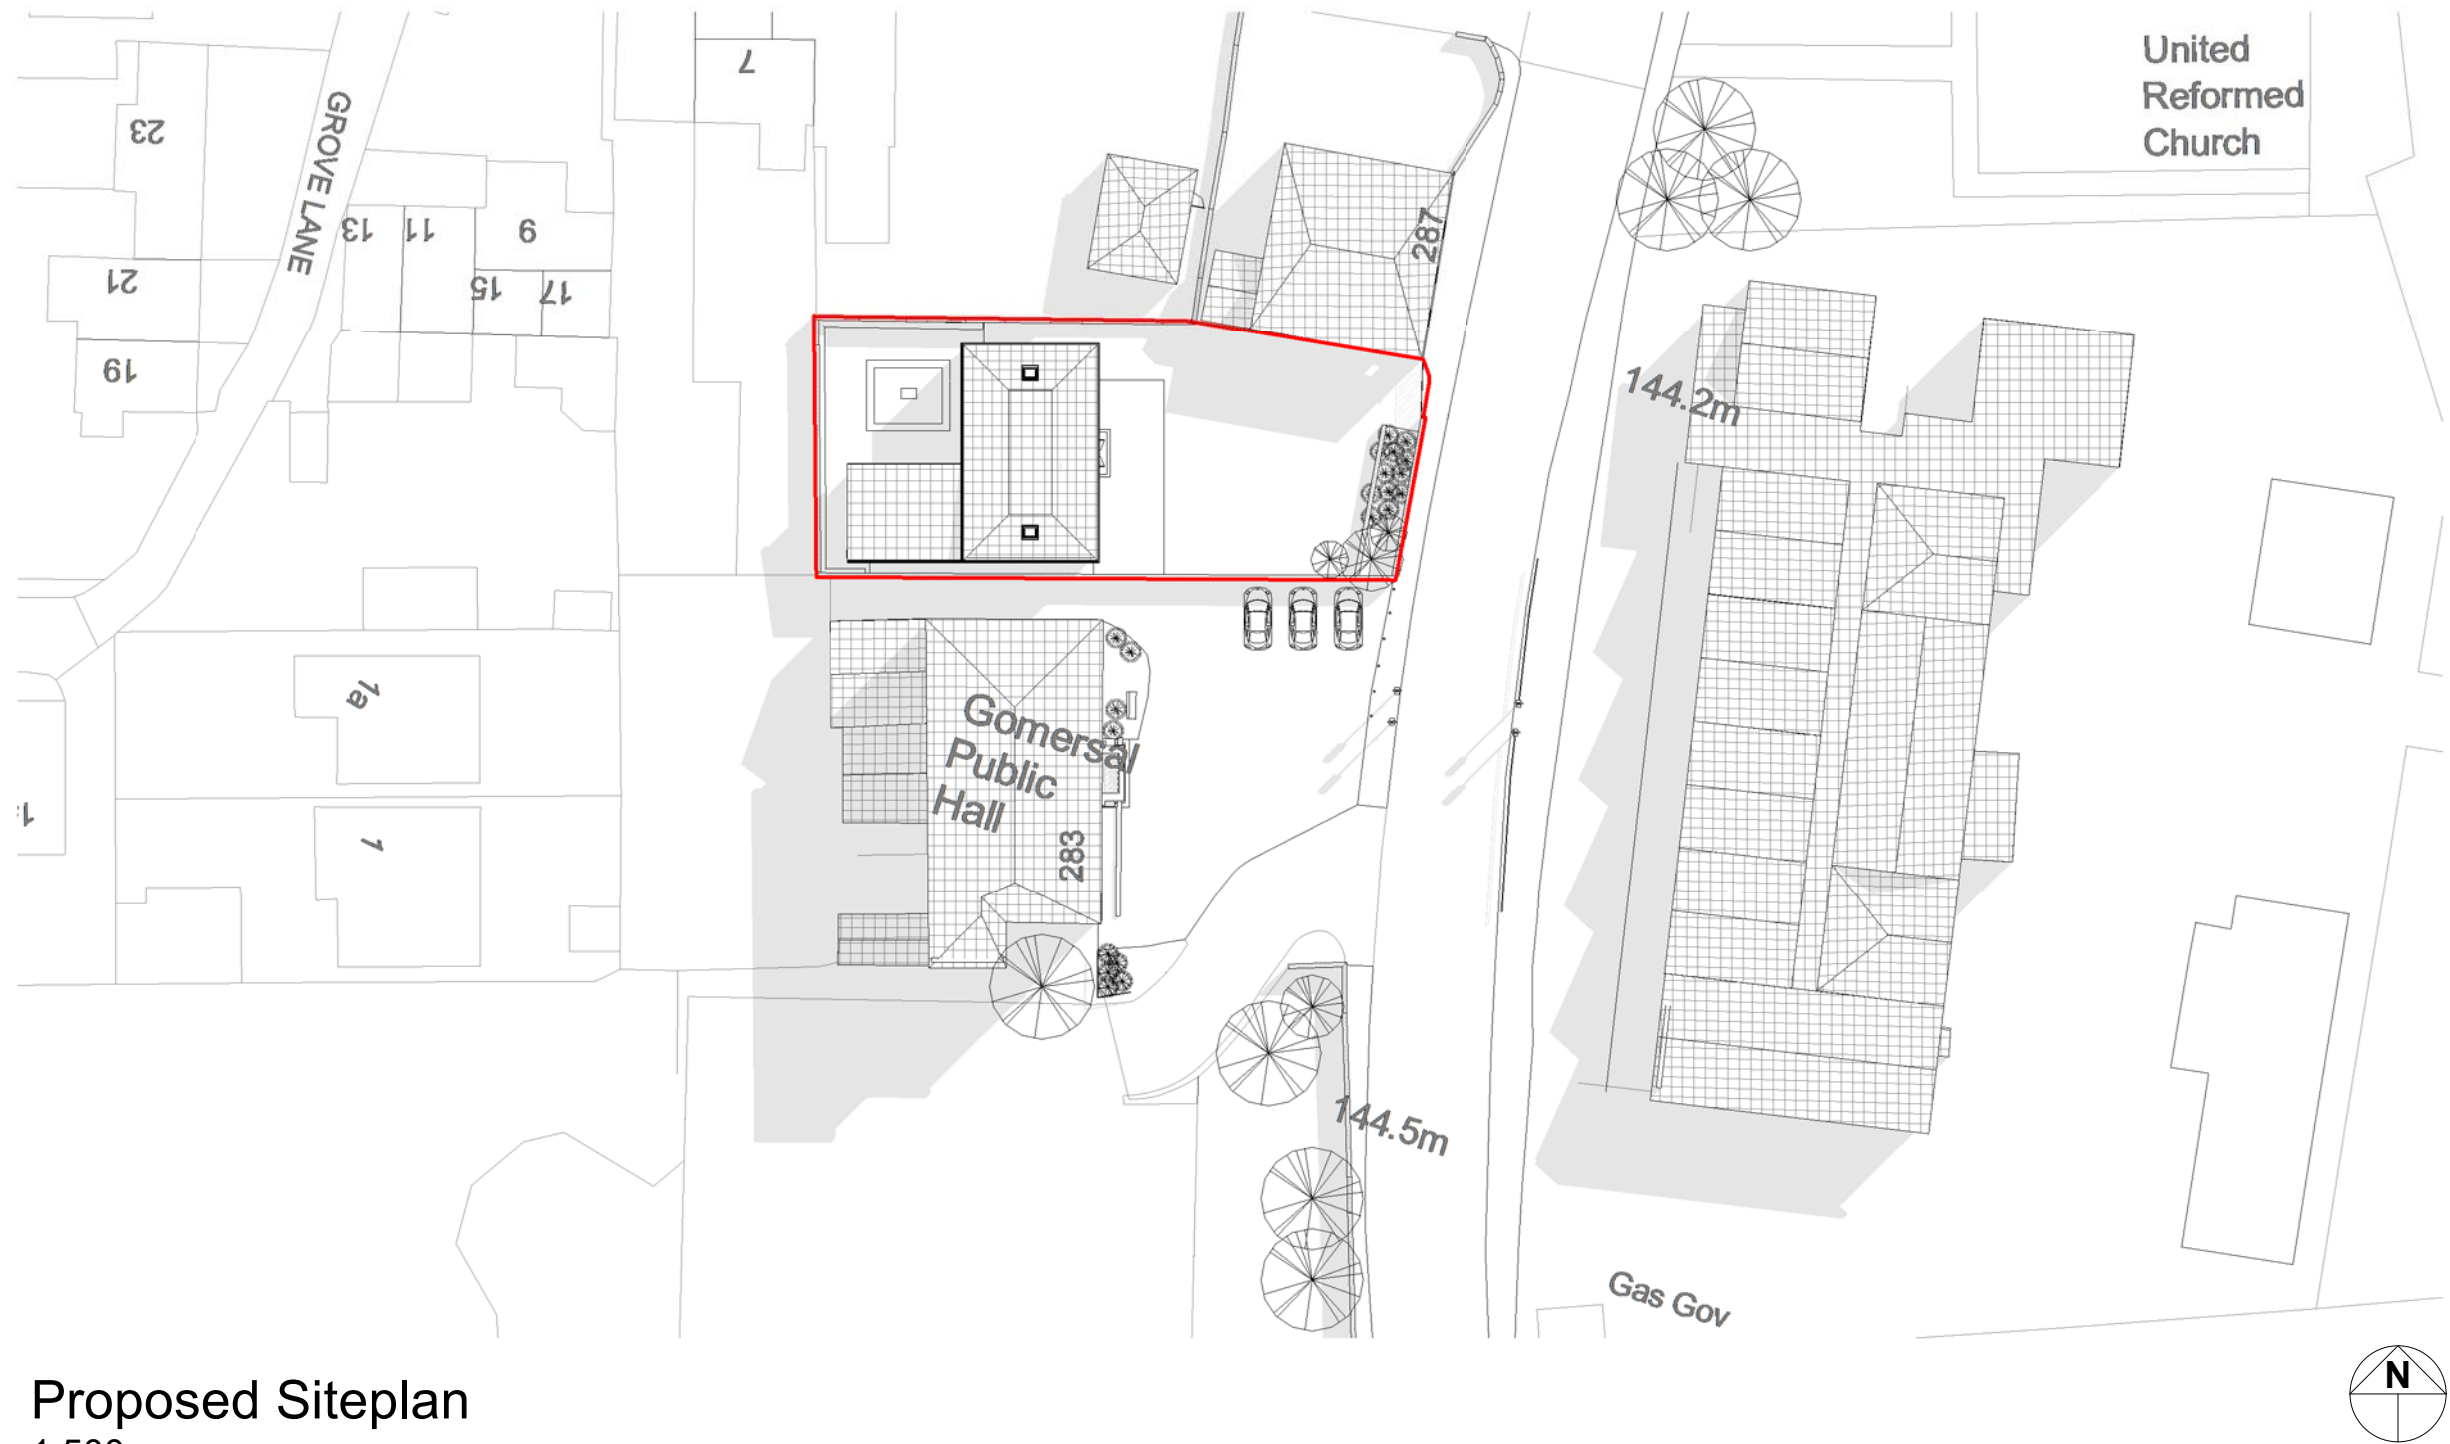 United
Reformed
Church
7
23
GROVE LANE
13
11
9
287
21
15
17
19
144.2m
1a
Gomersal
Public
Hall
283
1
144.5m
Gas Gov
N
Proposed Siteplan